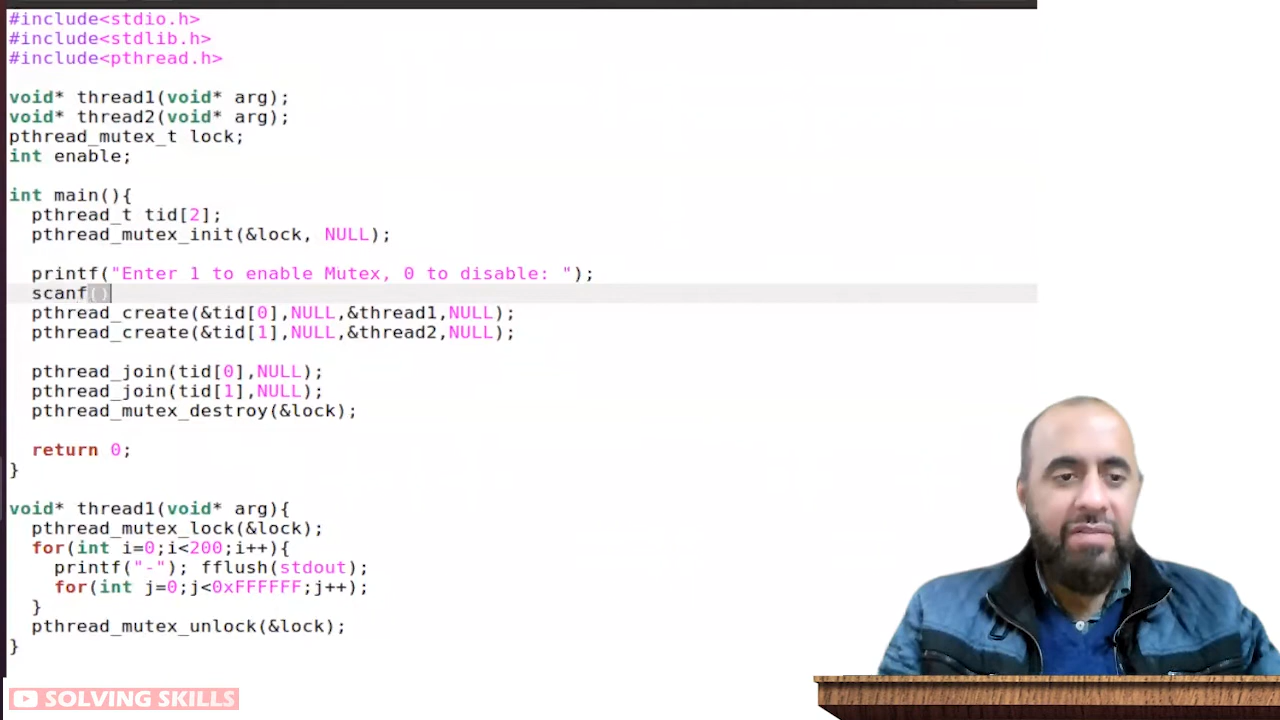 #include<stdio.h>
#include<stdlib.h>
#include<pthread.h>
void* thread1(void* arg);
void* thread2(void* arg);
pthread_mutex_t lock;
int enable;
int main(){
pthread_t tid[2];
pthread_mutex_init(&lock, NULL);
printf("Enter 1 to enable Mutex, 0 to disable: ");
scanf()
pthread_create(&tid[0],NULL,&thread1,NULL);
pthread_create(&tid[1],NULL,&thread2,NULL);
pthread_join(tid[0],NULL);
pthread_join(tid[1],NULL);
pthread_mutex_destroy(&lock);
return 0;
}
void* thread1(void* arg){
pthread_mutex_lock(&lock);
for(int i=0;i<200;i++){
printf("-"); fflush(stdout);
for(int j=0;j<0xFFFFFF;j++);
}
pthread_mutex_unlock(&lock);
}
SOLVING SKILLS